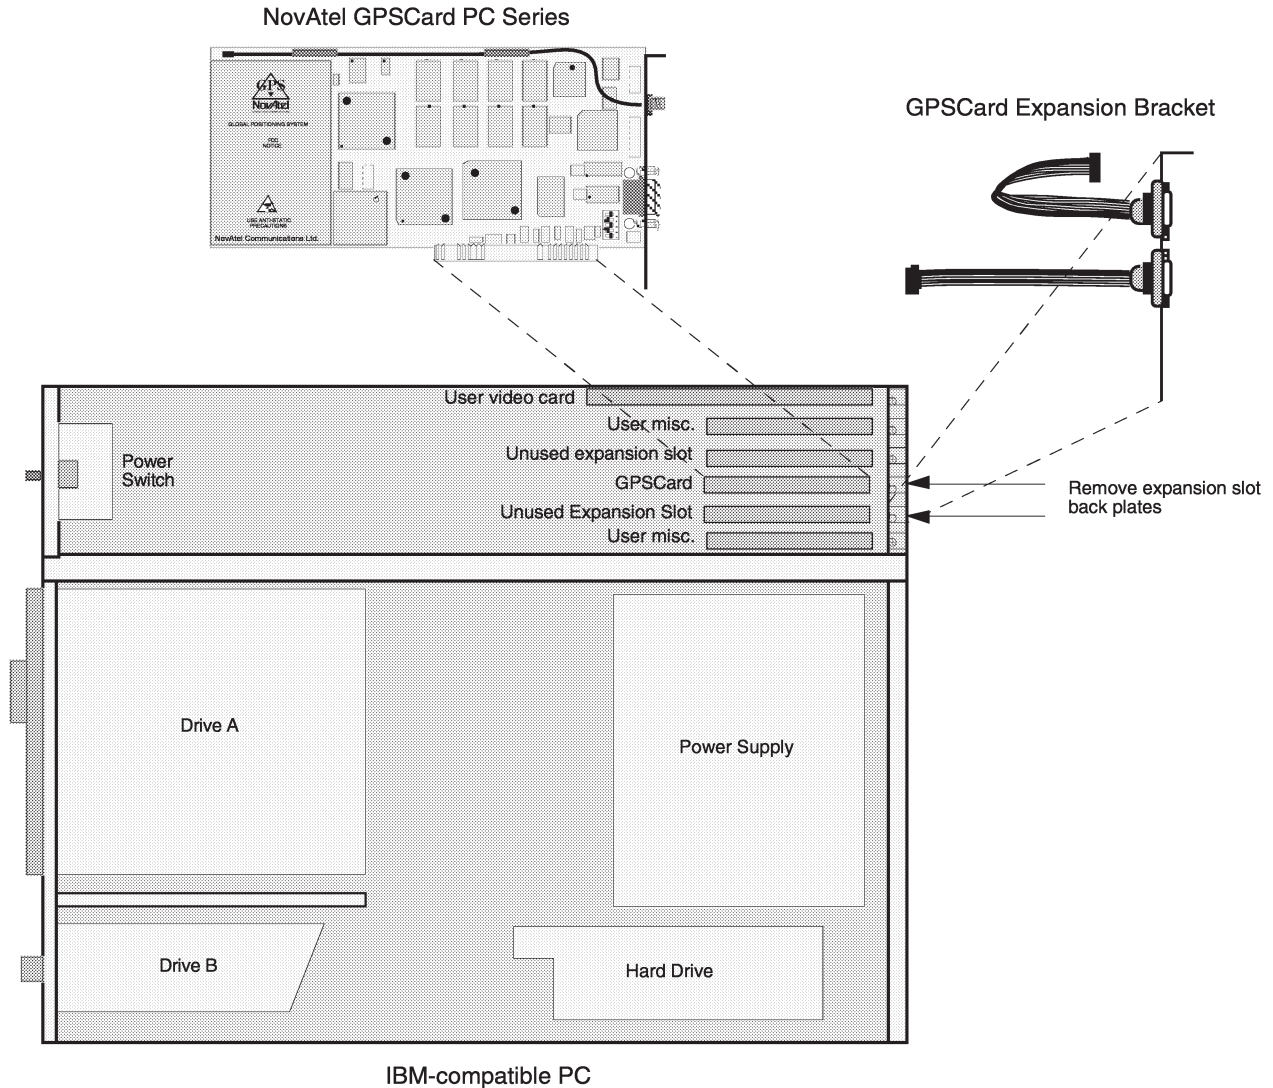 NovAtel GPSCard PC Series
GPS
NovAtel
GLOBAL POSITIONING SYSTEM
FCC
NOTICE
USE ANTI-STATIC
PRECAUTIONS
NovAtel Communications Ltd.
GPSCard Expansion Bracket
User video card
User misc.
Unused expansion slot
GPSCard
Unused Expansion Slot
User misc.
Power
Switch
Remove expansion slot
back plates
Drive A
Power Supply
Drive B
Hard Drive
IBM-compatible PC